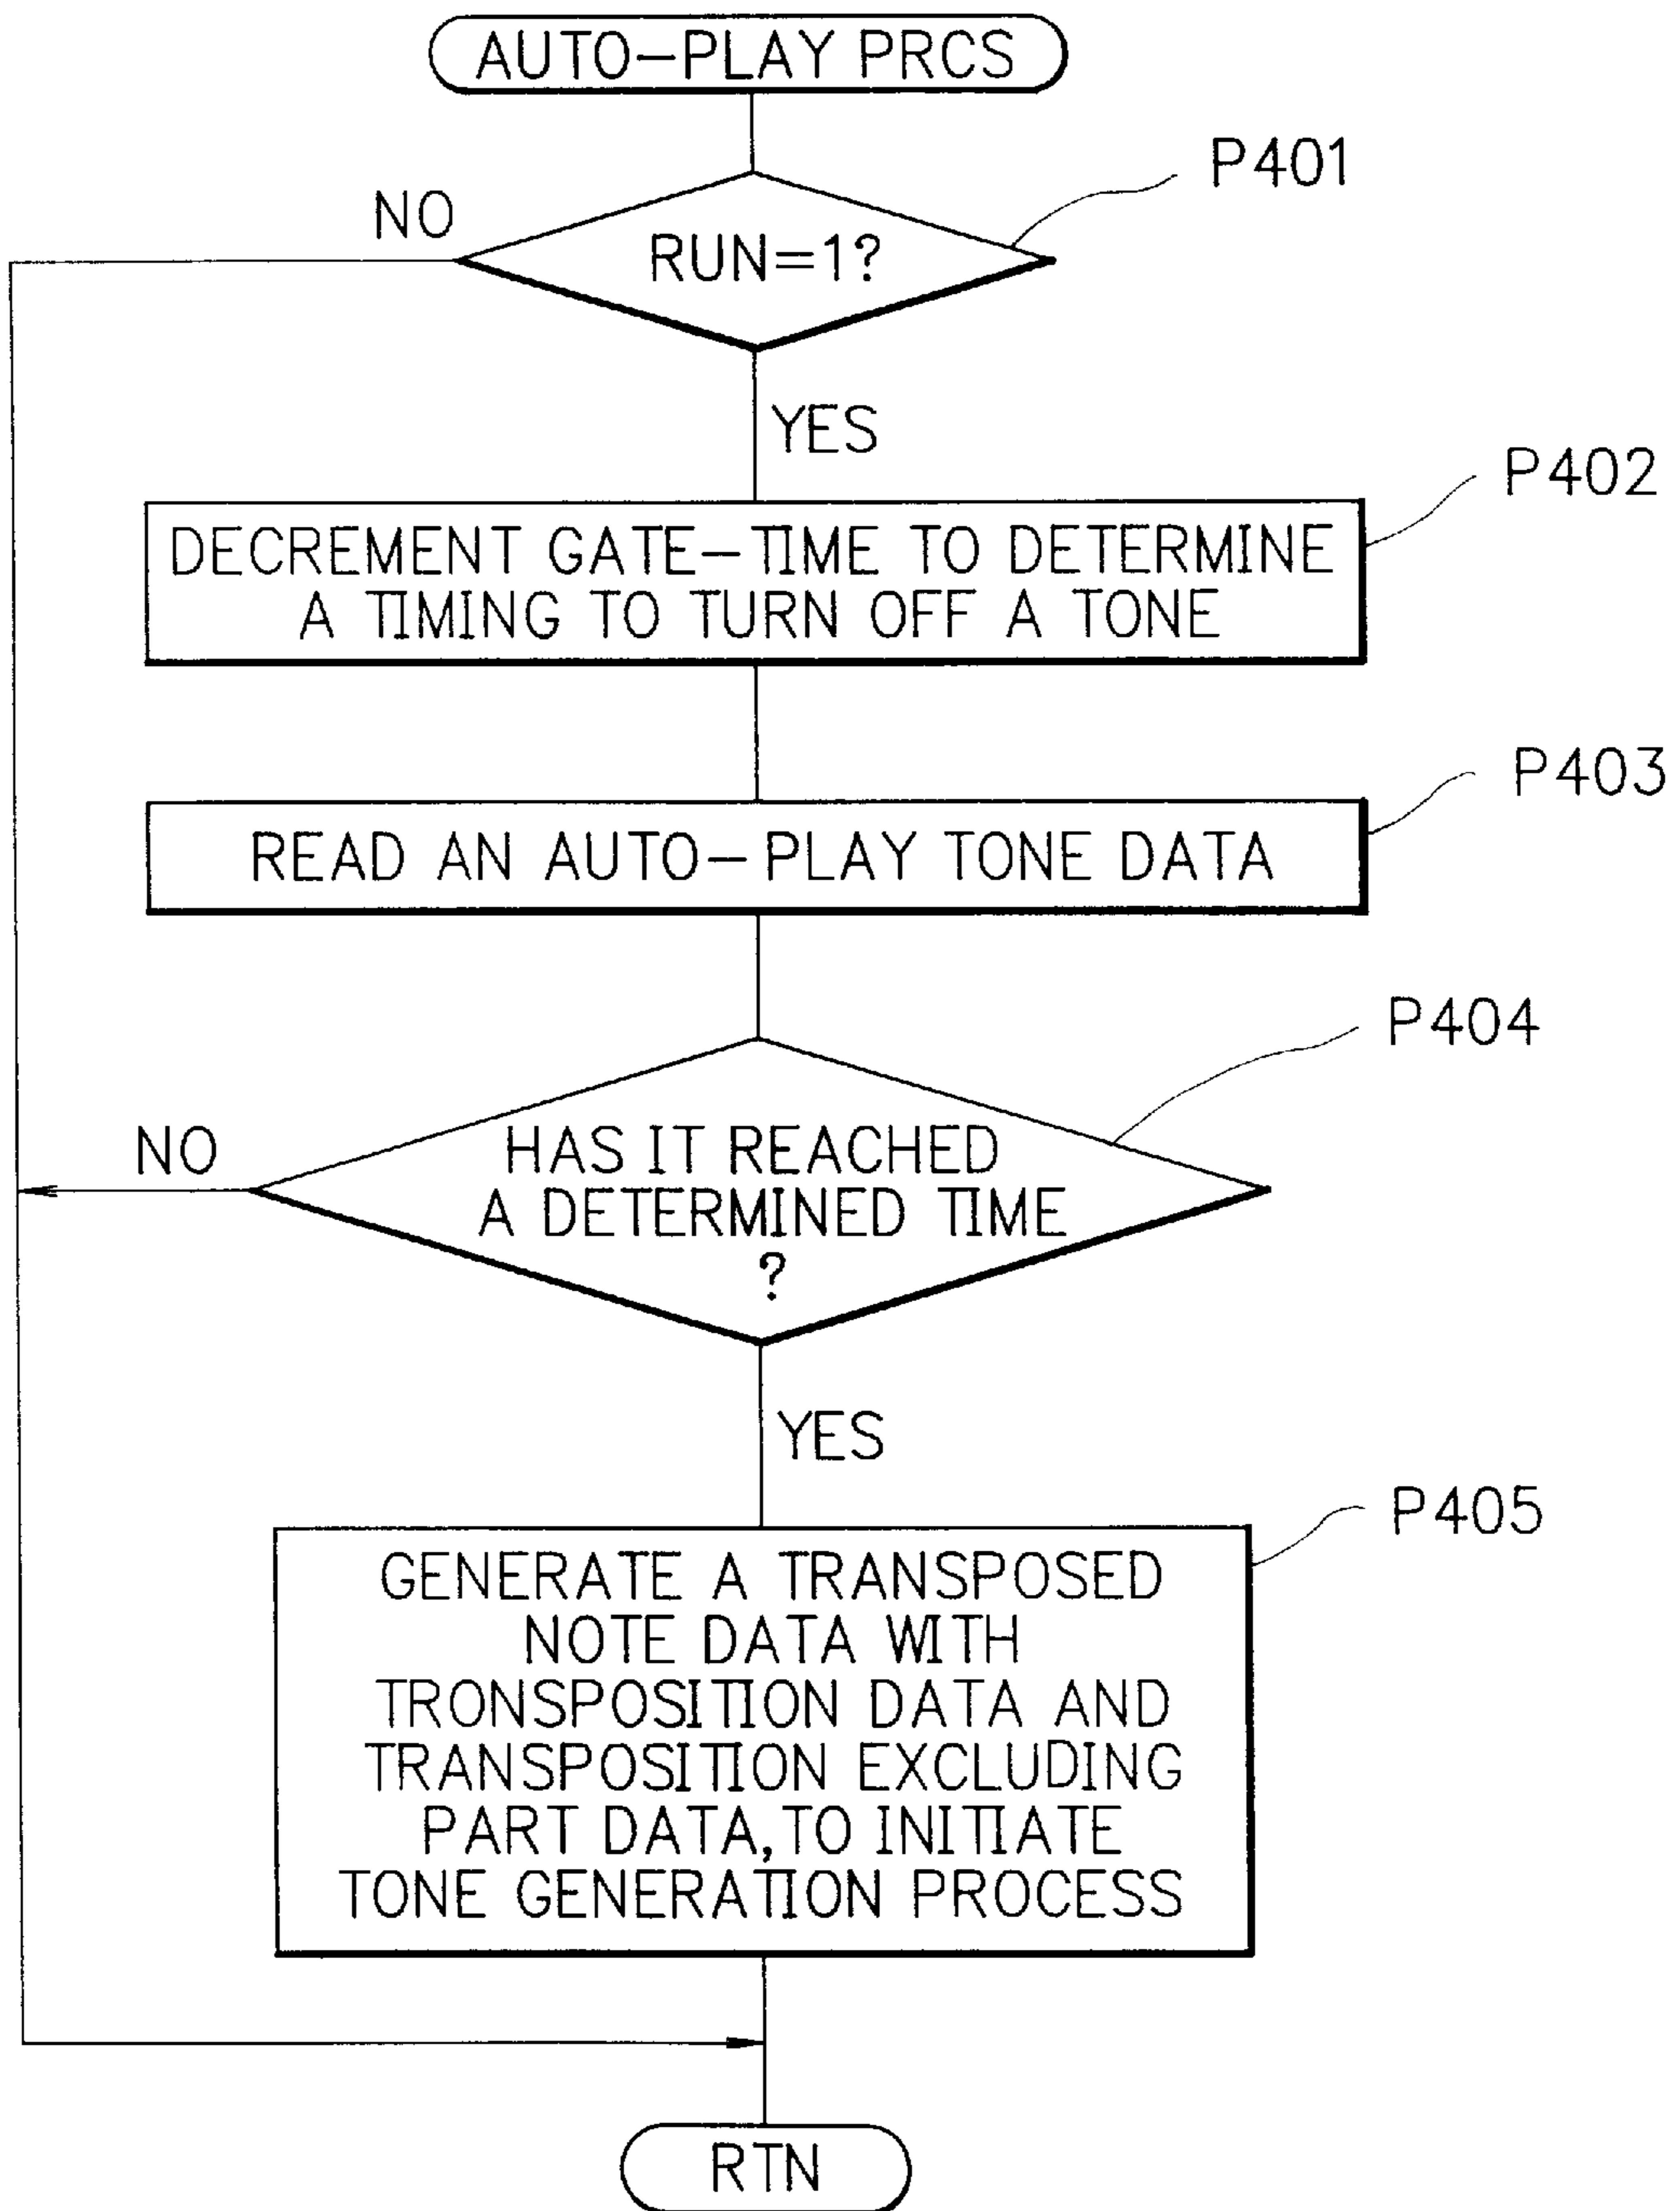 AUTO-PLAY PRCS
P401
NO
RUN=1?
YES
P402
DECREMENT GATE-TIME TO DETERMINE
A TIMING TO TURN OFF A TONE
P403
READ AN AUTO-PLAY TONE DATA
P404
NO
HAS IT REACHED
A DETERMINED TIME
?
YES
P405
GENERATE A TRANSPOSED
NOTE DATA WITH
TRONSPOSITION DATA AND
TRANSPOSITION EXCLUDING
PART DATA, TO INITIATE
TONE GENERATION PROCESS
RTN